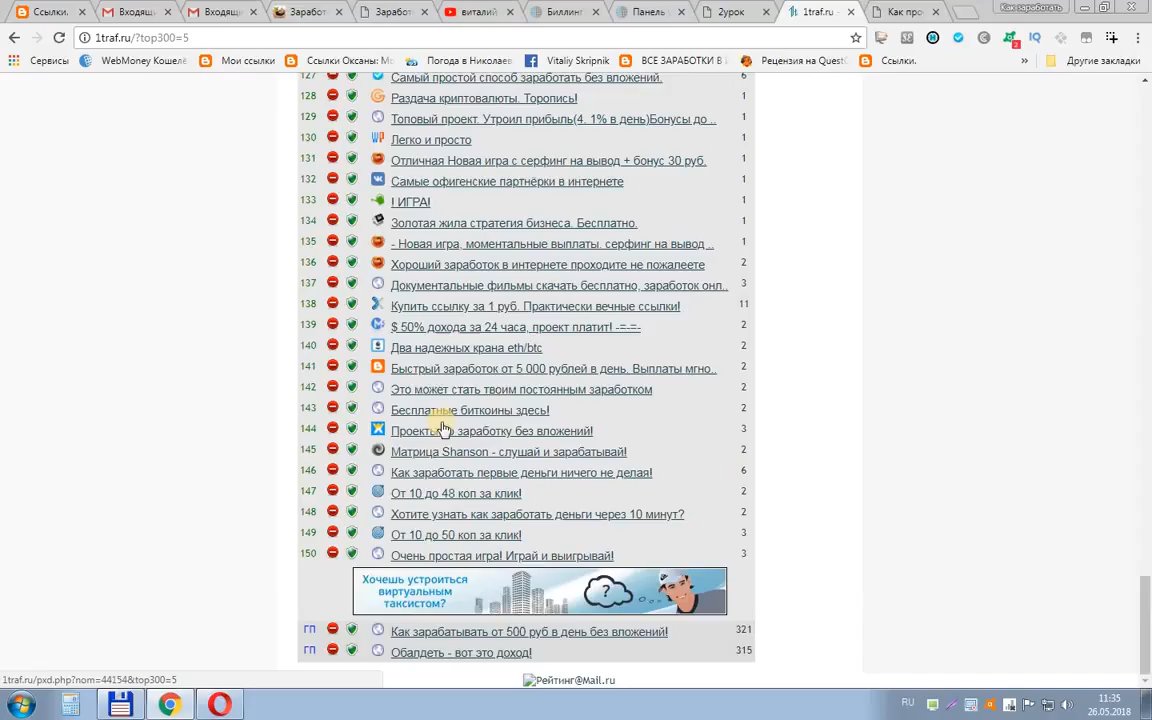 Ссылки.
Входящи
Входящи
Заработ
Заработ
виталий
Биллинг
Панель
2урок
1traf.ru
Как про
Как заработать
1traf.ru/?top300=5
2
Сервисы
WebMoney Кошелё
Мои ссылки
Ссылки Оксаны: Мо
Погода в Николаев
Vitaliy Skripnik
ВСЕ ЗАРАБОТКИ В
Рецензия на Quest
Ссылки.
»
Другие закладки
127 Самый простой способ заработать без вложений. 6
128 Раздача криптовалюты. Торопись! 1
129 Топовый проект. Утроил прибыль(4. 1% в день)Бонусы до .. 1
130 Легко и просто 1
131 Отличная Новая игра с серфинг на вывод + бонус 30 руб. 1
132 Самые офигенские партнёрки в интернете 1
133 ! ИГРА! 1
134 Золотая жила стратегия бизнеса. Бесплатно. 1
135 - Новая игра, моментальные выплаты. серфинг на вывод .. 1
136 Хороший заработок в интернете проходите не пожалеете 2
137 Документальные фильмы скачать бесплатно, заработок онл.. 3
138 Купить ссылку за 1 руб. Практически вечные ссылки! 11
139 $ 50% дохода за 24 часа, проект платит! -=-=- 2
140 Два надежных крана eth/btc 2
141 Быстрый заработок от 5 000 рублей в день. Выплаты мгно.. 2
142 Это может стать твоим постоянным заработком 2
143 Бесплатные биткоины здесь! 2
144 Проекты заработку без вложений! 3
145 Матрица Shanson - слушай и зарабатывай! 2
146 Как заработать первые деньги ничего не делая! 6
147 От 10 до 48 коп за клик! 2
148 Хотите узнать как заработать деньги через 10 минут? 2
149 От 10 до 50 коп за клик! 3
150 Очень простая игра! Играй и выигрывай! 3
Хочешь устроиться
виртуальным
таксистом?
?
ГП Как зарабатывать от 500 руб в день без вложений! 321
ГП Обалдеть - вот это доход! 315
1traf.ru/pxd.php?nom=44154&top300=5
Рейтинг@Mail.ru
RU
11:35
26.05.2018